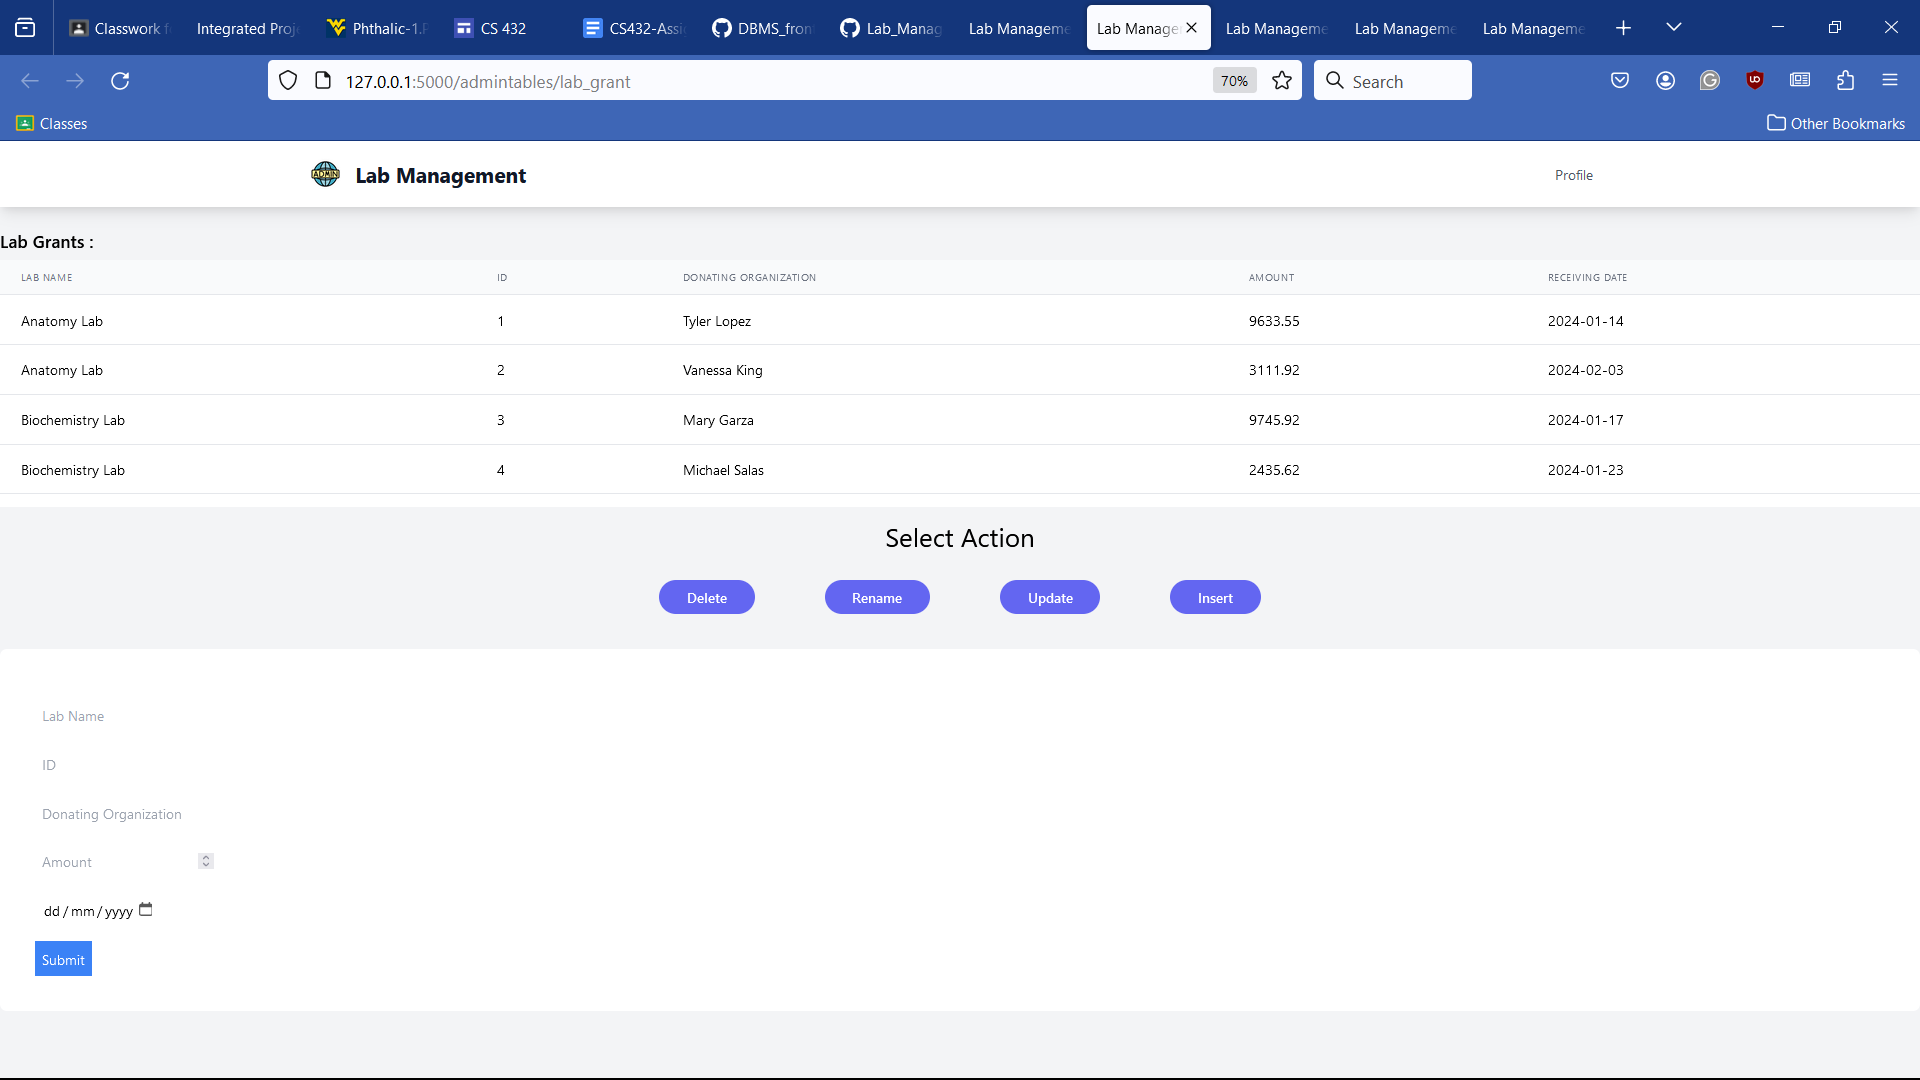 Classwork f
Integrated Proj
Phthalic-1.P
CS 432
CS432-Assi
DBMS_fron
Lab_Manag
Lab Manageme
Lab Manage
Lab Manageme
Lab Manageme
Lab Manageme
127.0.0.1:5000/admintables/lab_grant
70%
Search
Classes
Other Bookmarks
ADMIN
Lab Management
Profile
Lab Grants :
LAB NAME ID DONATING ORGANIZATION AMOUNT RECEIVING DATE
Anatomy Lab 1 Tyler Lopez 9633.55 2024-01-14
Anatomy Lab 2 Vanessa King 3111.92 2024-02-03
Biochemistry Lab 3 Mary Garza 9745.92 2024-01-17
Biochemistry Lab 4 Michael Salas 2435.62 2024-01-23
Select Action
Delete Rename Update Insert
Lab Name
ID
Donating Organization
Amount
dd / mm / yyyy
Submit